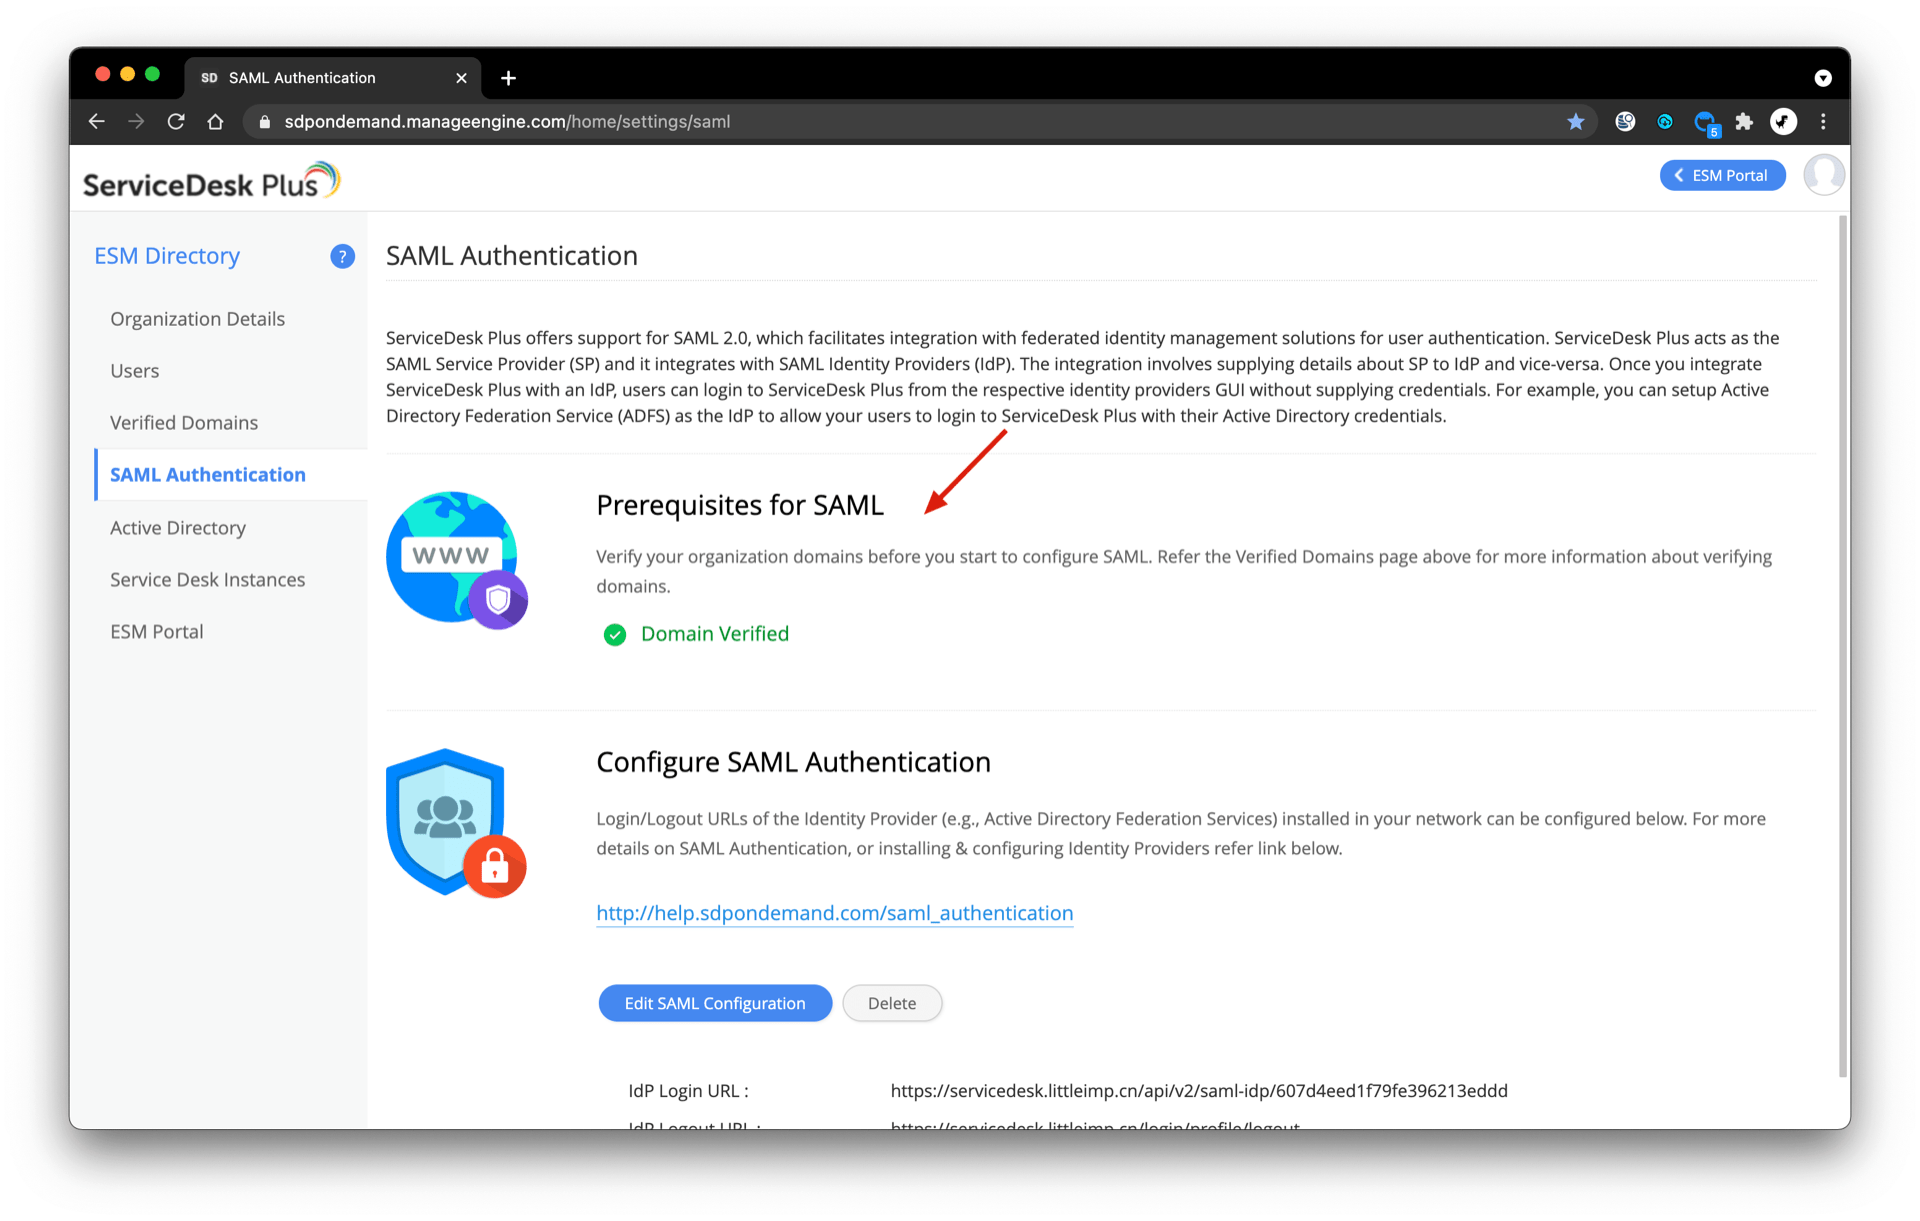 SD SAML Authentication
sdpondemand.manageengine.com/home/settings/saml
5
ServiceDesk Plus
ESM Portal
ESM Directory
?
Organization Details
Users
Verified Domains
SAML Authentication
Active Directory
Service Desk Instances
ESM Portal
SAML Authentication
ServiceDesk Plus offers support for SAML 2.0, which facilitates integration with federated identity management solutions for user authentication. ServiceDesk Plus acts as the
SAML Service Provider (SP) and it integrates with SAML Identity Providers (IdP). The integration involves supplying details about SP to IdP and vice-versa. Once you integrate
ServiceDesk Plus with an IdP, users can login to ServiceDesk Plus from the respective identity providers GUI without supplying credentials. For example, you can setup Active
Directory Federation Service (ADFS) as the IdP to allow your users to login to ServiceDesk Plus with their Active Directory credentials.
WWW
Prerequisites for SAML
Verify your organization domains before you start to configure SAML. Refer the Verified Domains page above for more information about verifying
domains.
Domain Verified
Configure SAML Authentication
Login/Logout URLs of the Identity Provider (e.g., Active Directory Federation Services) installed in your network can be configured below. For more
details on SAML Authentication, or installing & configuring Identity Providers refer link below.
http://help.sdpondemand.com/saml_authentication
Edit SAML Configuration Delete
IdP Login URL : https://servicedesk.littleimp.cn/api/v2/saml-idp/607d4eed1f79fe396213eddd
IdP Logout URL : https://servicedesk.littleimp.cn/login/profile/logout